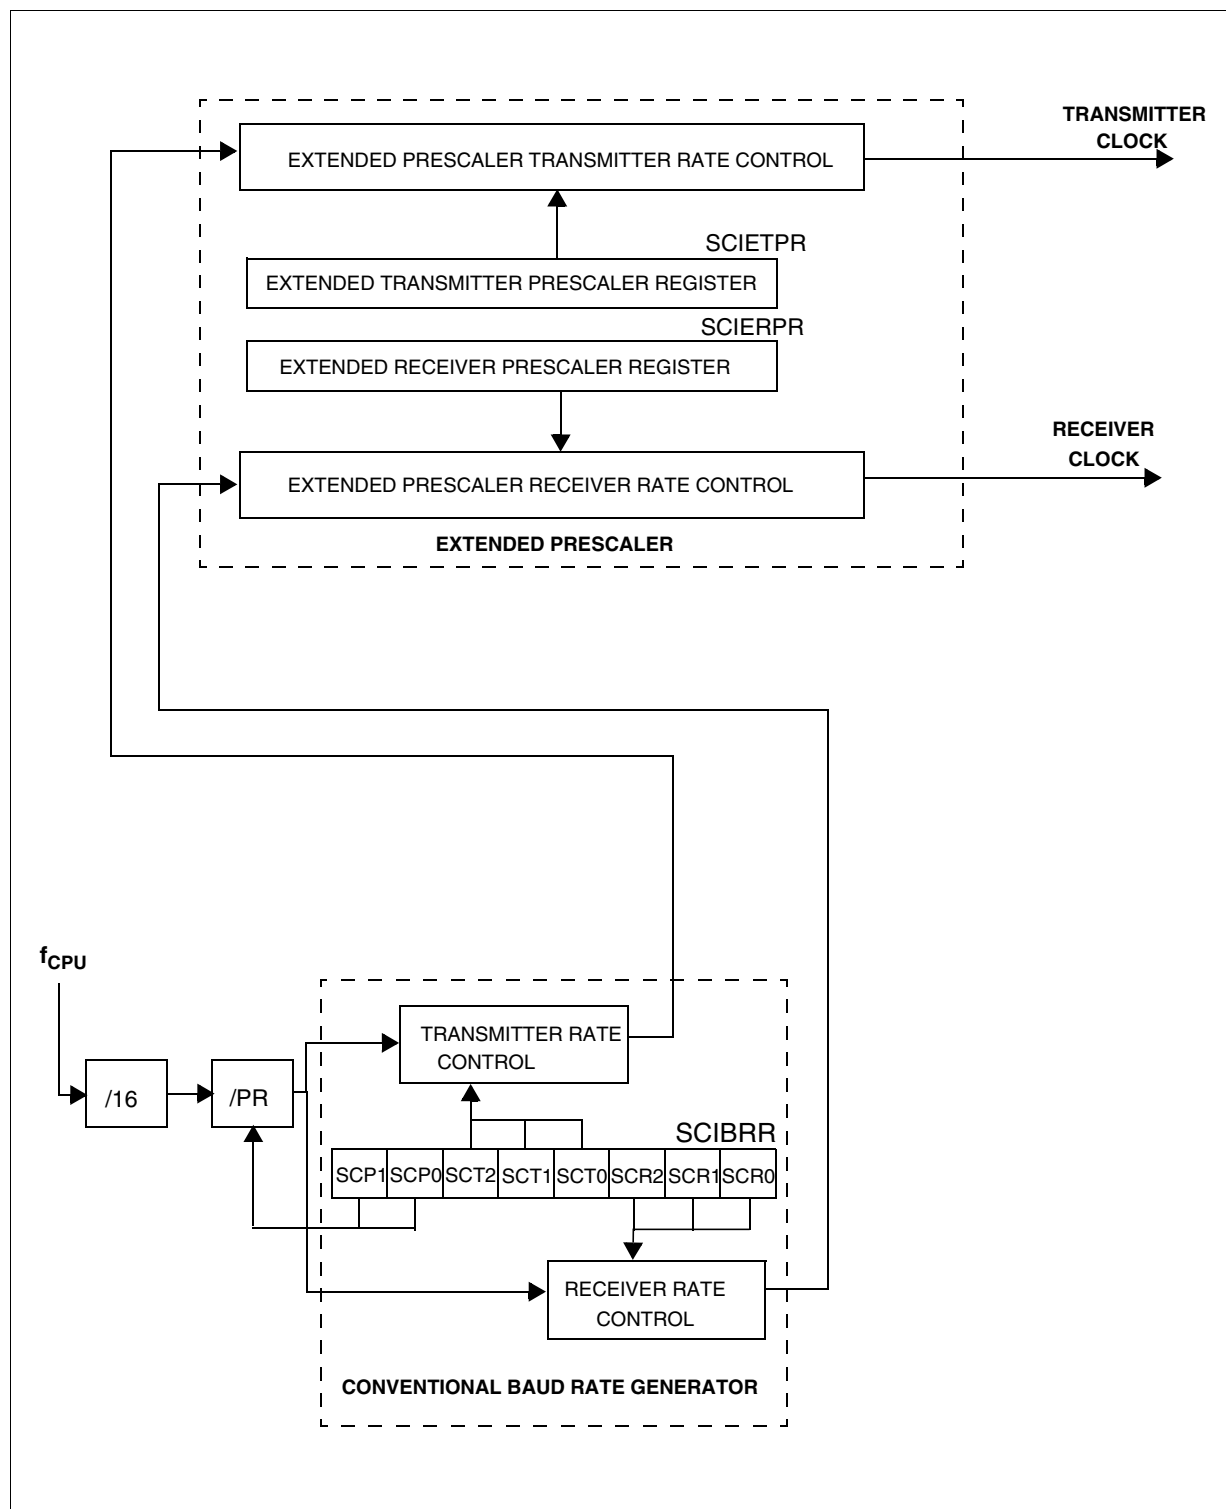 TRANSMITTER
CLOCK
EXTENDED PRESCALER TRANSMITTER RATE CONTROL
SCIETPR
EXTENDED TRANSMITTER PRESCALER REGISTER
SCIERPR
EXTENDED RECEIVER PRESCALER REGISTER
RECEIVER
CLOCK
EXTENDED PRESCALER RECEIVER RATE CONTROL
EXTENDED PRESCALER
fCPU
TRANSMITTER RATE
CONTROL
/16
/PR
SCIBRR
SCP1 SCP0 SCT2 SCT1 SCT0 SCR2 SCR1 SCR0
RECEIVER RATE
CONTROL
CONVENTIONAL BAUD RATE GENERATOR